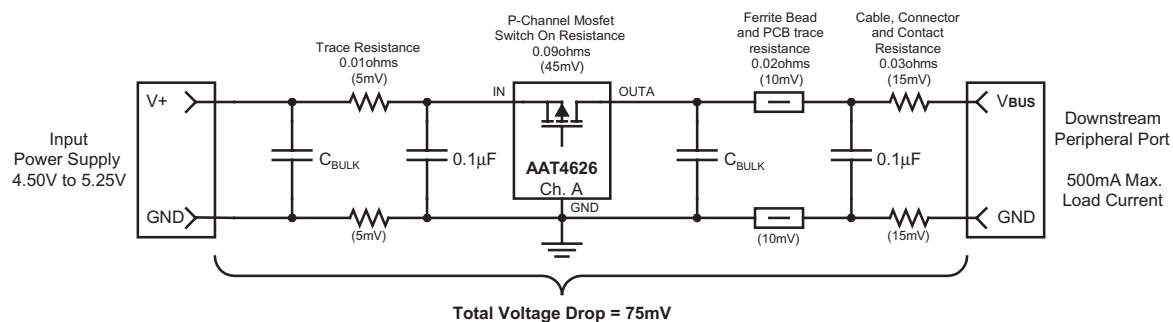 P-Channel Mosfet
Switch On Resistance
0.09ohms
(45mV)
Ferrite Bead
and PCB trace
resistance
0.02ohms
(10mV)
Cable, Connector
and Contact
Resistance
0.03ohms
(15mV)
Trace Resistance
0.01ohms
(5mV)
V+
IN
OUTA
VBUS
Input
Power Supply
4.50V to 5.25V
CBULK
0.1µF
AAT4626
Ch. A
GND
CBULK
0.1µF
Downstream
Peripheral Port
500mA Max.
Load Current
GND
(5mV)
(10mV)
(15mV)
GND
Total Voltage Drop = 75mV